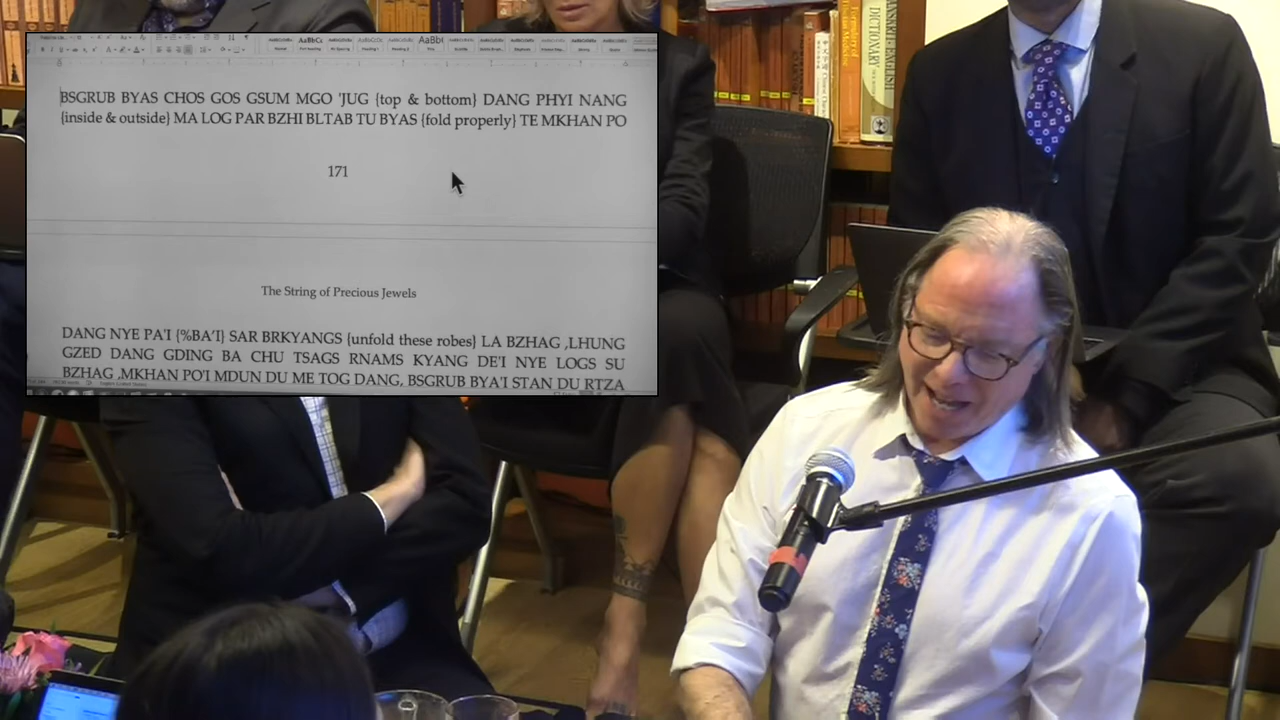 BSGRUB BYAS CHOS GOS GSUM MGO 'JUG {top & bottom} DANG PHYI NANG
{inside & outside} MA LOG PAR BZHI BLTAB TU BYAS {fold properly} TE MKHAN PO
171
The String of Precious Jewels
DANG NYE PA'I {%BA'I} SAR BRKYANGS {unfold these robes} LA BZHAG ,LHUNG
GZED DANG GDING BA CHU TSAGS RNAMS KYANG DE'I NYE LOGS SU
BZHAG ,MKHAN PO'I MDUN DU ME TOG DANG, BSGRUB BYA'I STAN DU RTZA
DICTIONARY